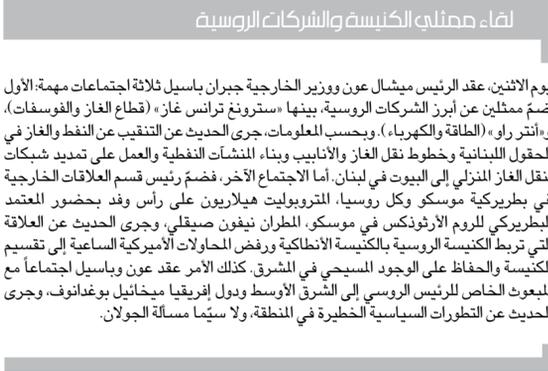 لقاء ممثلي الكنيسة والشركات الروسية
يوم الاثنين، عقد الرئيس ميشال عون ووزير الخارجية جبران باسيل ثلاثة اجتماعات مهمة: الأول
ضمّ ممثلين عن أبرز الشركات الروسية، بينها «سترونغ ترانس غاز» (قطاع الغاز والفوسفات)،
و«أنتر راو» (الطاقة والكهرباء). وبحسب المعلومات، جرى الحديث عن التنقيب عن النفط والغاز في
الحقول اللبنانية وخطوط نقل الغاز والأنابيب وبناء المنشآت النفطية والعمل على تمديد شبكات
لنقل الغاز المنزلي إلى البيوت في لبنان. أما الاجتماع الآخر، فضمّ رئيس قسم العلاقات الخارجية
في بطريركية موسكو وكل روسيا، المتروبوليت هيلاريون على رأس وفد بحضور المعتمد
البطريركي للروم الأرثوذكس في موسكو، المطران نيفون صيقلي، وجرى الحديث عن العلاقة
التي تربط الكنيسة الروسية بالكنيسة الأنطاكية ورفض المحاولات الأميركية الساعية إلى تقسيم
الكنيسة والحفاظ على الوجود المسيحي في المشرق. كذلك الأمر عقد عون وباسيل اجتماعاً مع
المبعوث الخاص للرئيس الروسي إلى الشرق الأوسط ودول إفريقيا ميخائيل بوغدانوف، وجرى
الحديث عن التطورات السياسية الخطيرة في المنطقة، ولا سيّما مسألة الجولان.